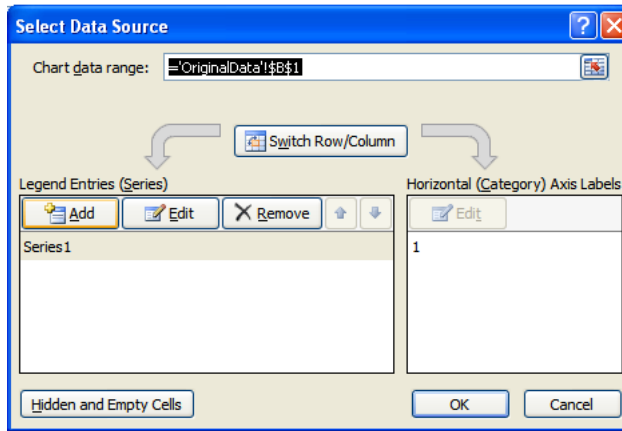 Select Data Source
Chart data range: ='OriginalData'!$B$1
Switch Row/Column
Legend Entries (Series)
Horizontal (Category) Axis Labels
Add Edit Remove
Edit
Series1
1
Hidden and Empty Cells
OK Cancel